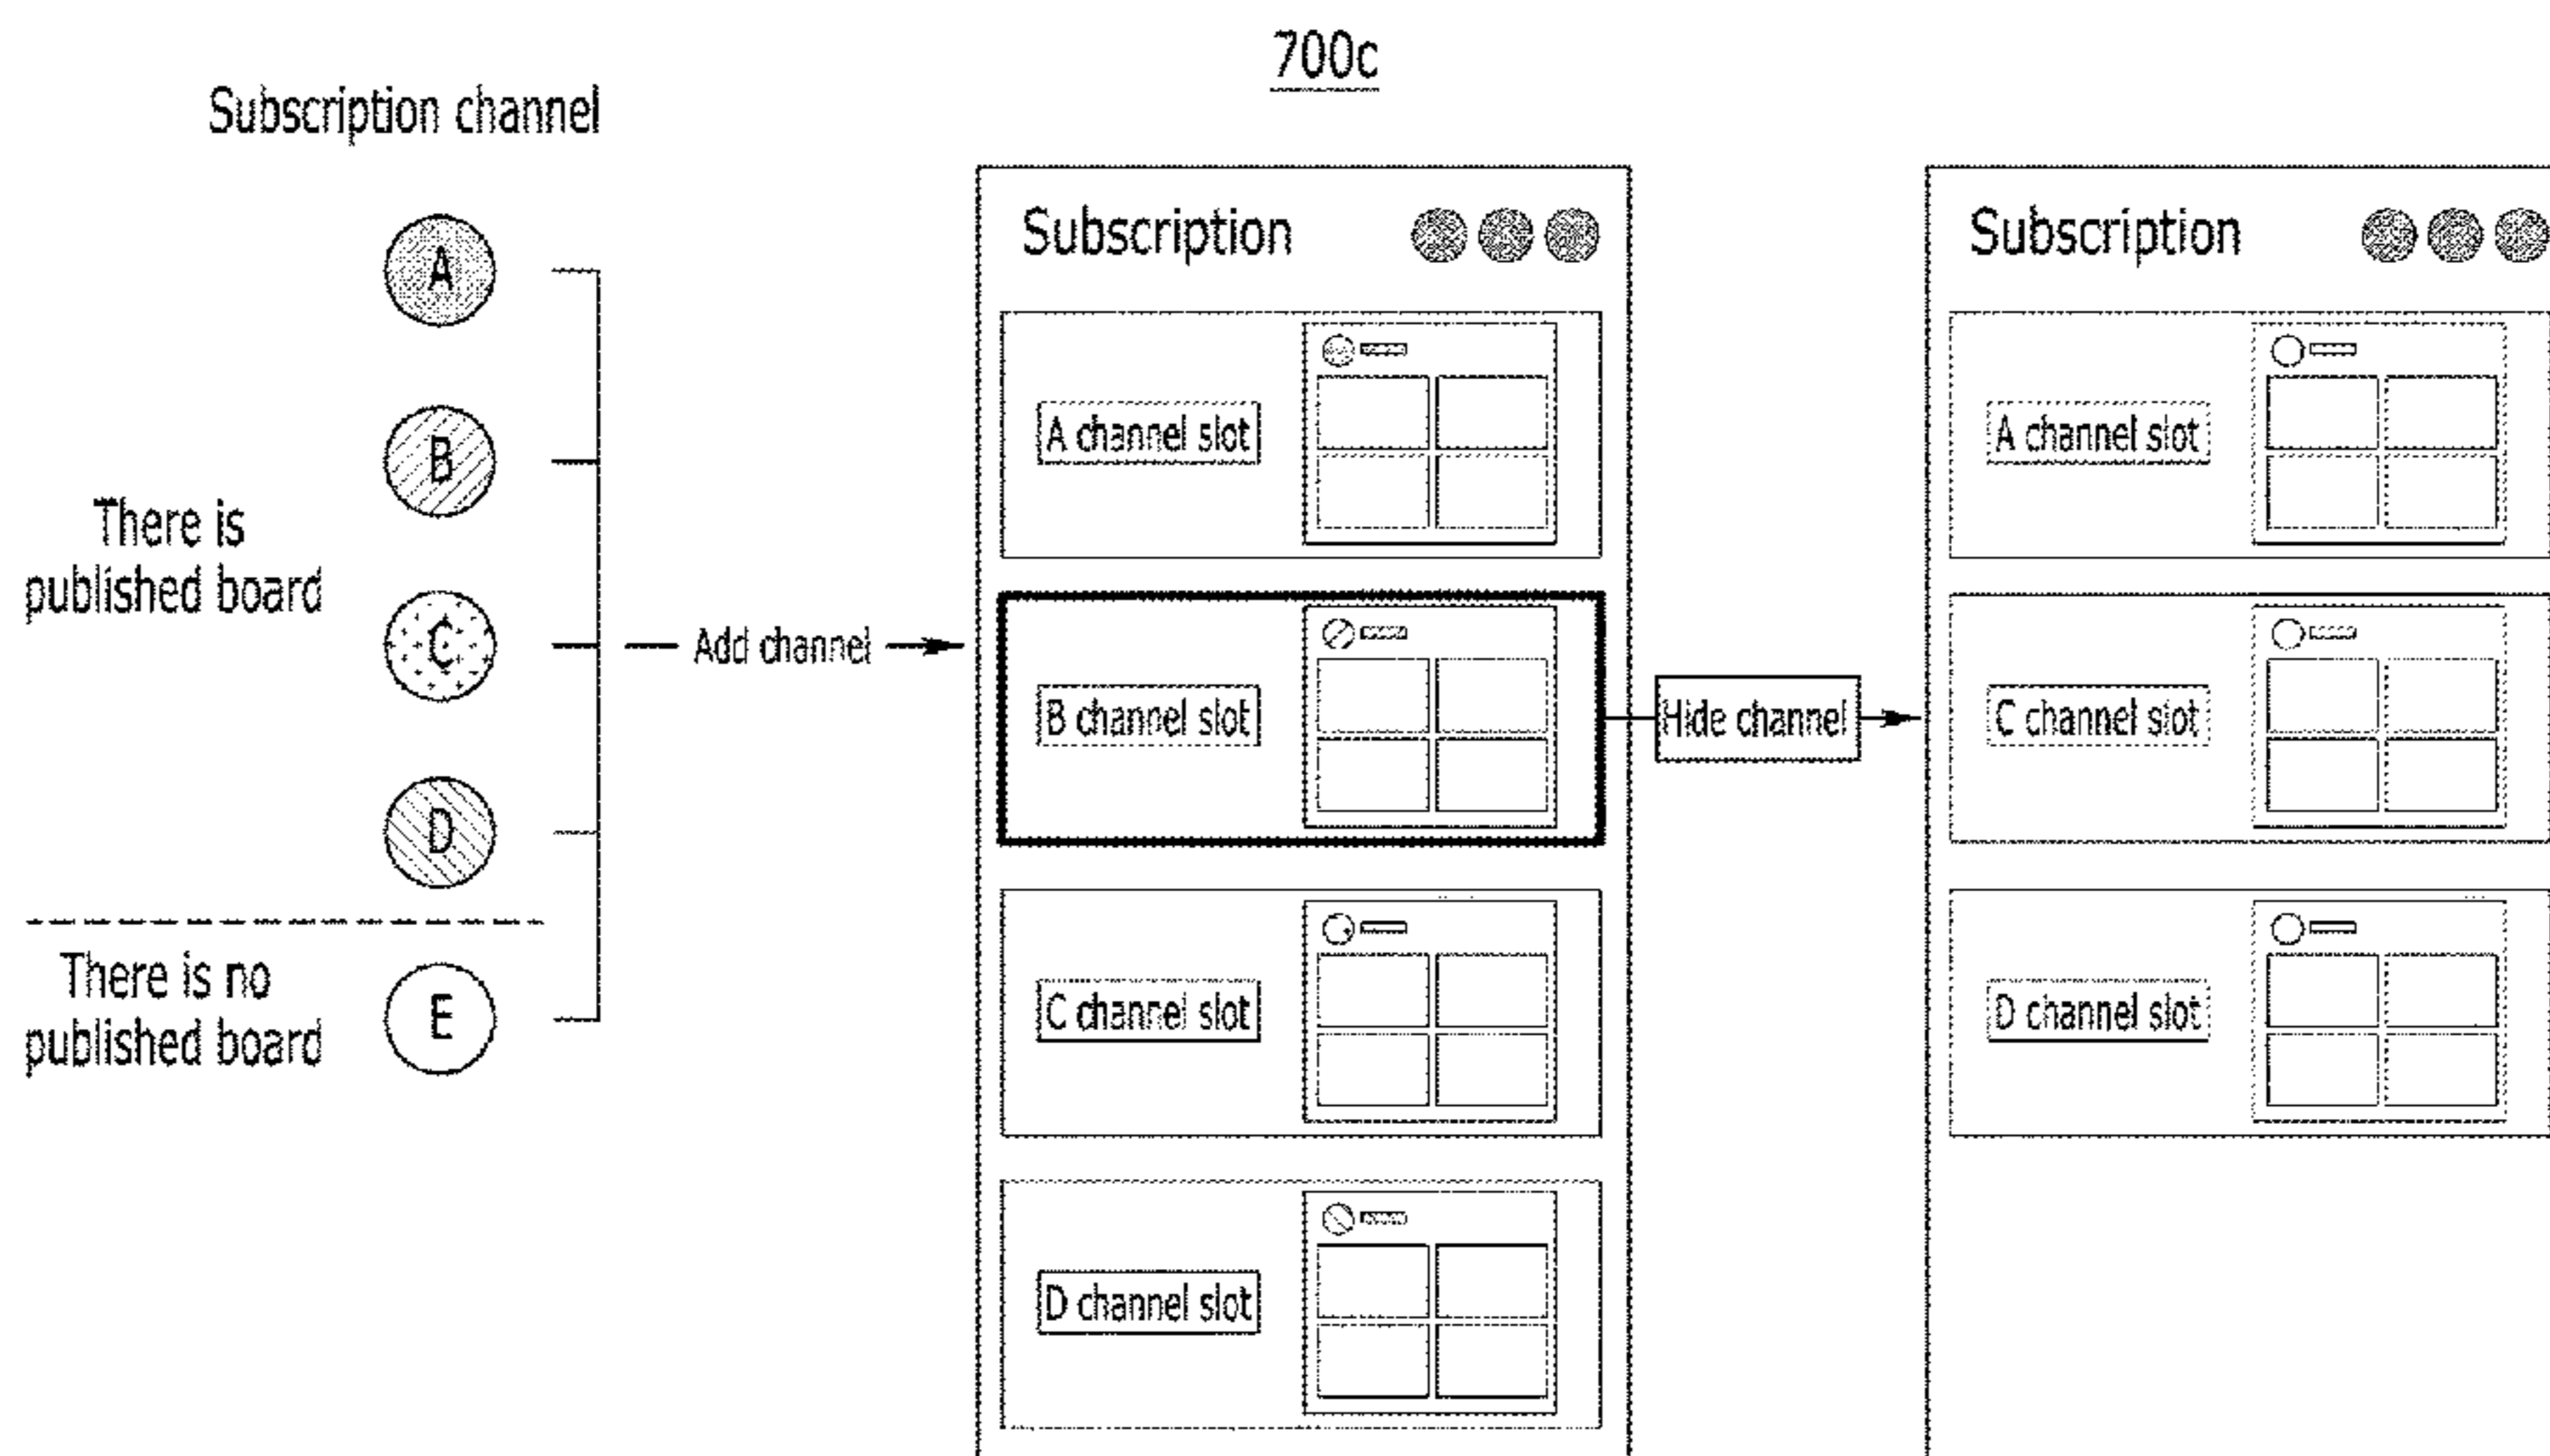 700c
Subscription channel
A
B
C
D
E
There is
published board
There is no
published board
Add channel
Subscription
A channel slot
B channel slot
C channel slot
D channel slot
Hide channel
Subscription
A channel slot
C channel slot
D channel slot